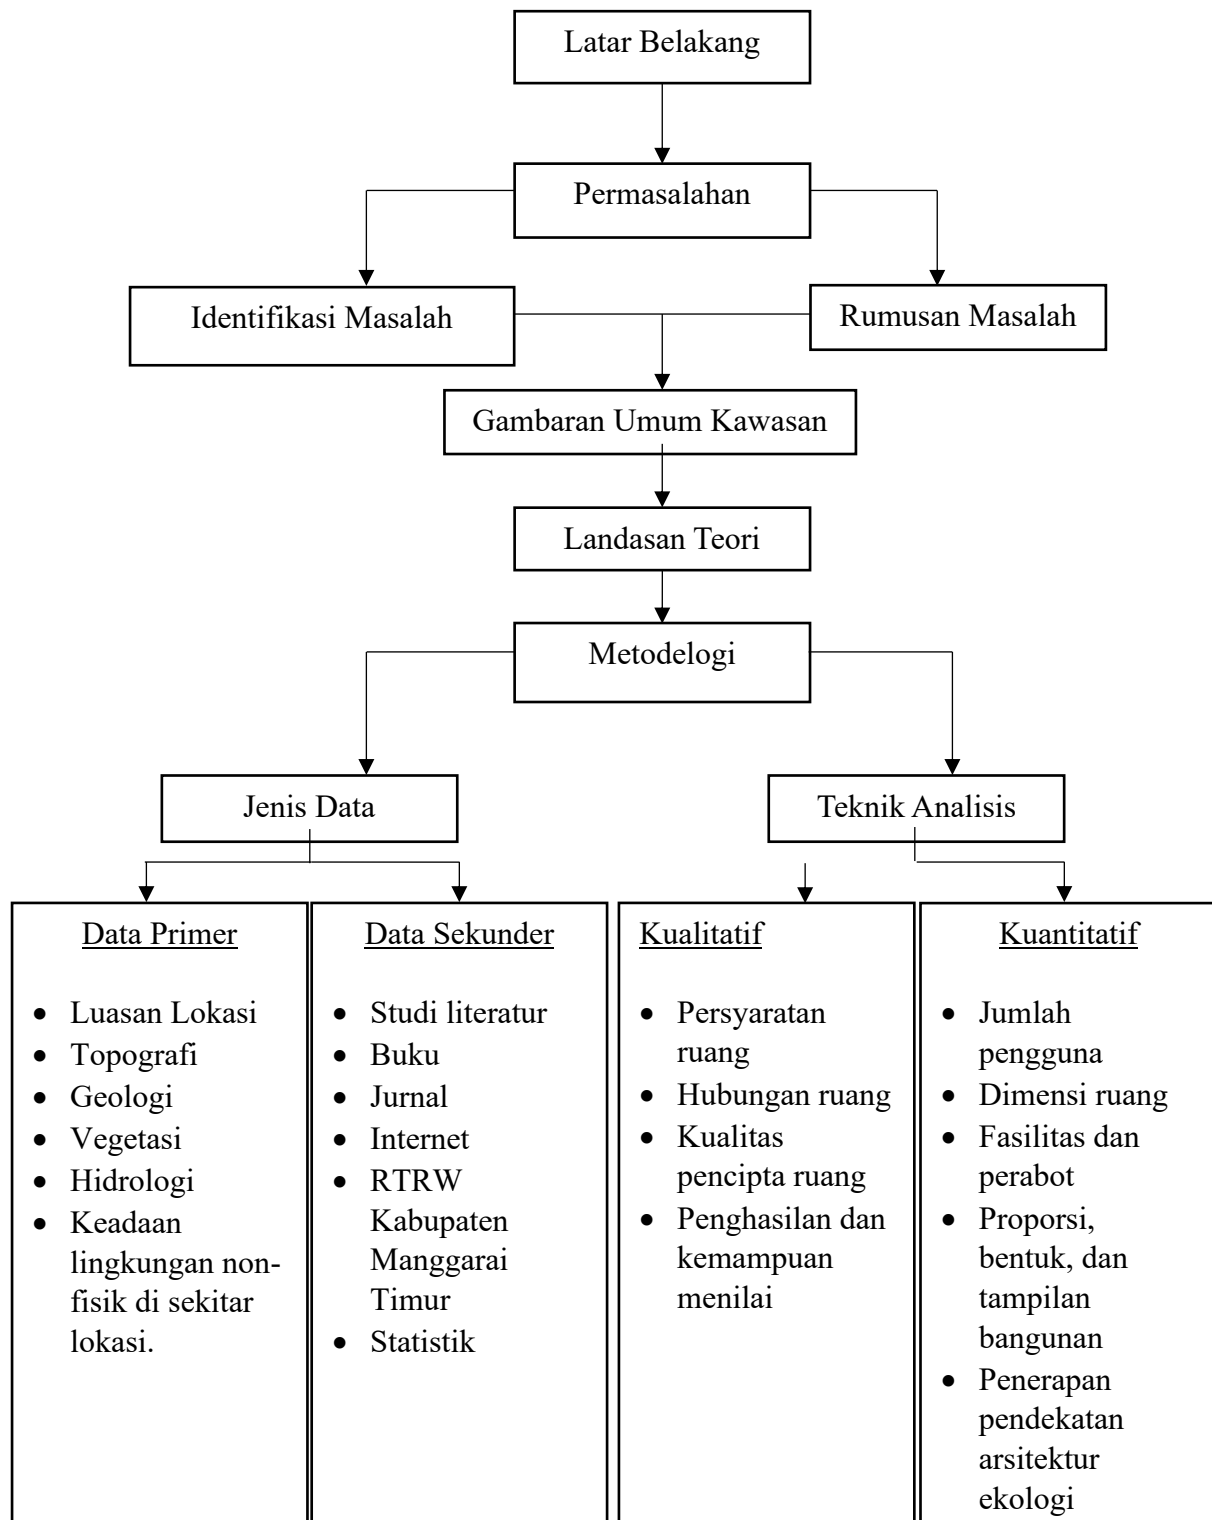 Latar Belakang
Permasalahan
Identifikasi Masalah
Rumusan Masalah
Gambaran Umum Kawasan
Landasan Teori
Metodelogi
Jenis Data
Teknik Analisis
Data Primer
• Luasan Lokasi
• Topografi
• Geologi
• Vegetasi
• Hidrologi
• Keadaan
lingkungan non-
fisik di sekitar
lokasi.
Data Sekunder
• Studi literatur
• Buku
• Jurnal
• Internet
• RTRW
Kabupaten
Manggarai
Timur
• Statistik
Kualitatif
• Persyaratan
ruang
• Hubungan ruang
• Kualitas
pencipta ruang
• Penghasilan dan
kemampuan
menilai
Kuantitatif
• Jumlah
pengguna
• Dimensi ruang
• Fasilitas dan
perabot
• Proporsi,
bentuk, dan
tampilan
bangunan
• Penerapan
pendekatan
arsitektur
ekologi